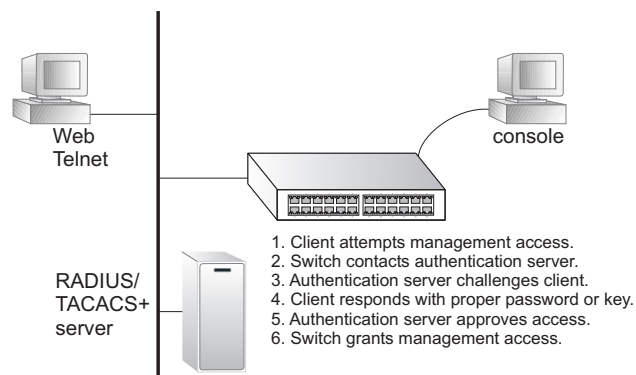 Web
Telnet
console
RADIUS/
TACACS+
server
1. Client attempts management access.
2. Switch contacts authentication server.
3. Authentication server challenges client.
4. Client responds with proper password or key.
5. Authentication server approves access.
6. Switch grants management access.